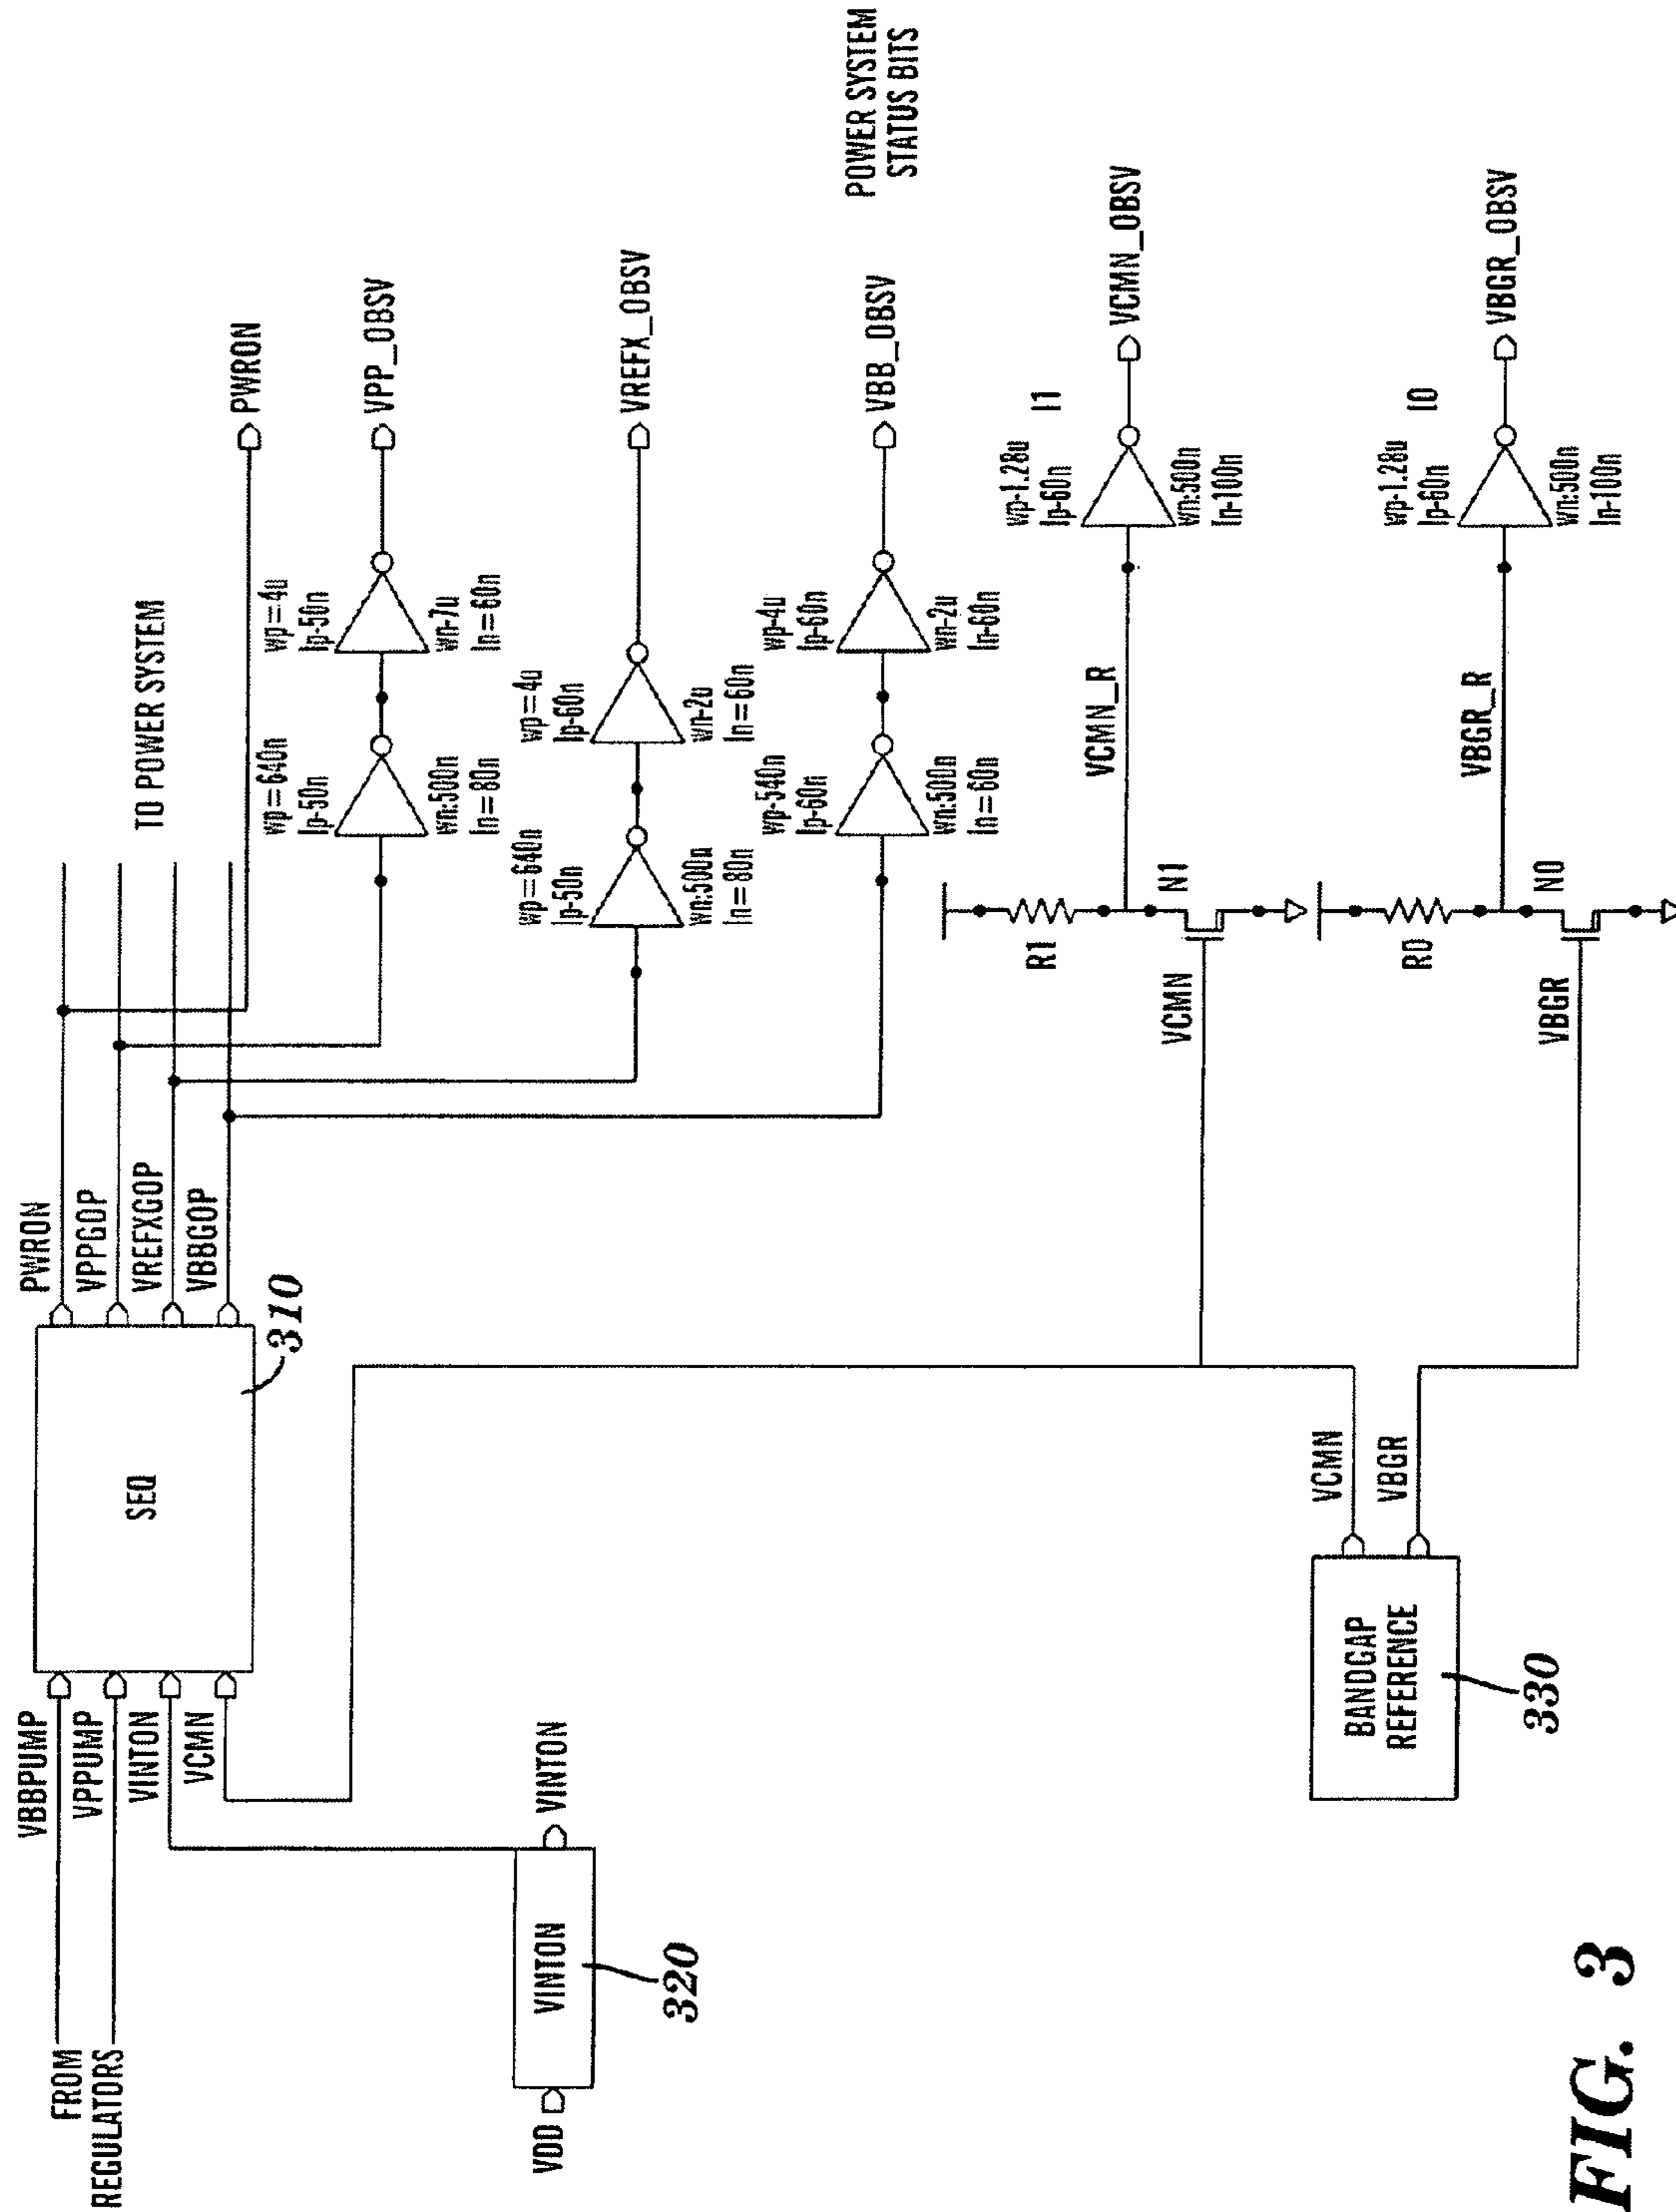 FROM
REGULATORS
VBBPUMP
VPPUMP
VINTON
VCMN
SEQ
310
PWRON
VPPGOP
VREFXGOP
VBBGOP
TO POWER SYSTEM
PWRON
wp=640n
lp-50n
wn:500n
ln=80n
wp=4u
lp-50n
wn-7u
ln=60n
VPP_OBSV
wp=640n
lp-50n
wn:500n
ln=80n
wp=4u
lp-60n
wn-2u
ln=60n
VREFX_OBSV
wp-540n
lp-60n
wn:500n
ln=60n
wp-4u
lp-60n
wn-2u
ln-60n
VBB_OBSV
POWER SYSTEM
STATUS BITS
VDD
VINTON
VINTON
320
R1
VCMN
N1
VCMN_R
wp-1.28u
lp-60n
wn:500n
ln-100n
I1
VCMN_OBSV
BANDGAP
REFERENCE
330
VCMN
VBGR
R0
VBGR
N0
VBGR_R
wp-1.28u
lp-60n
wn:500n
ln-100n
I0
VBGR_OBSV
FIG. 3